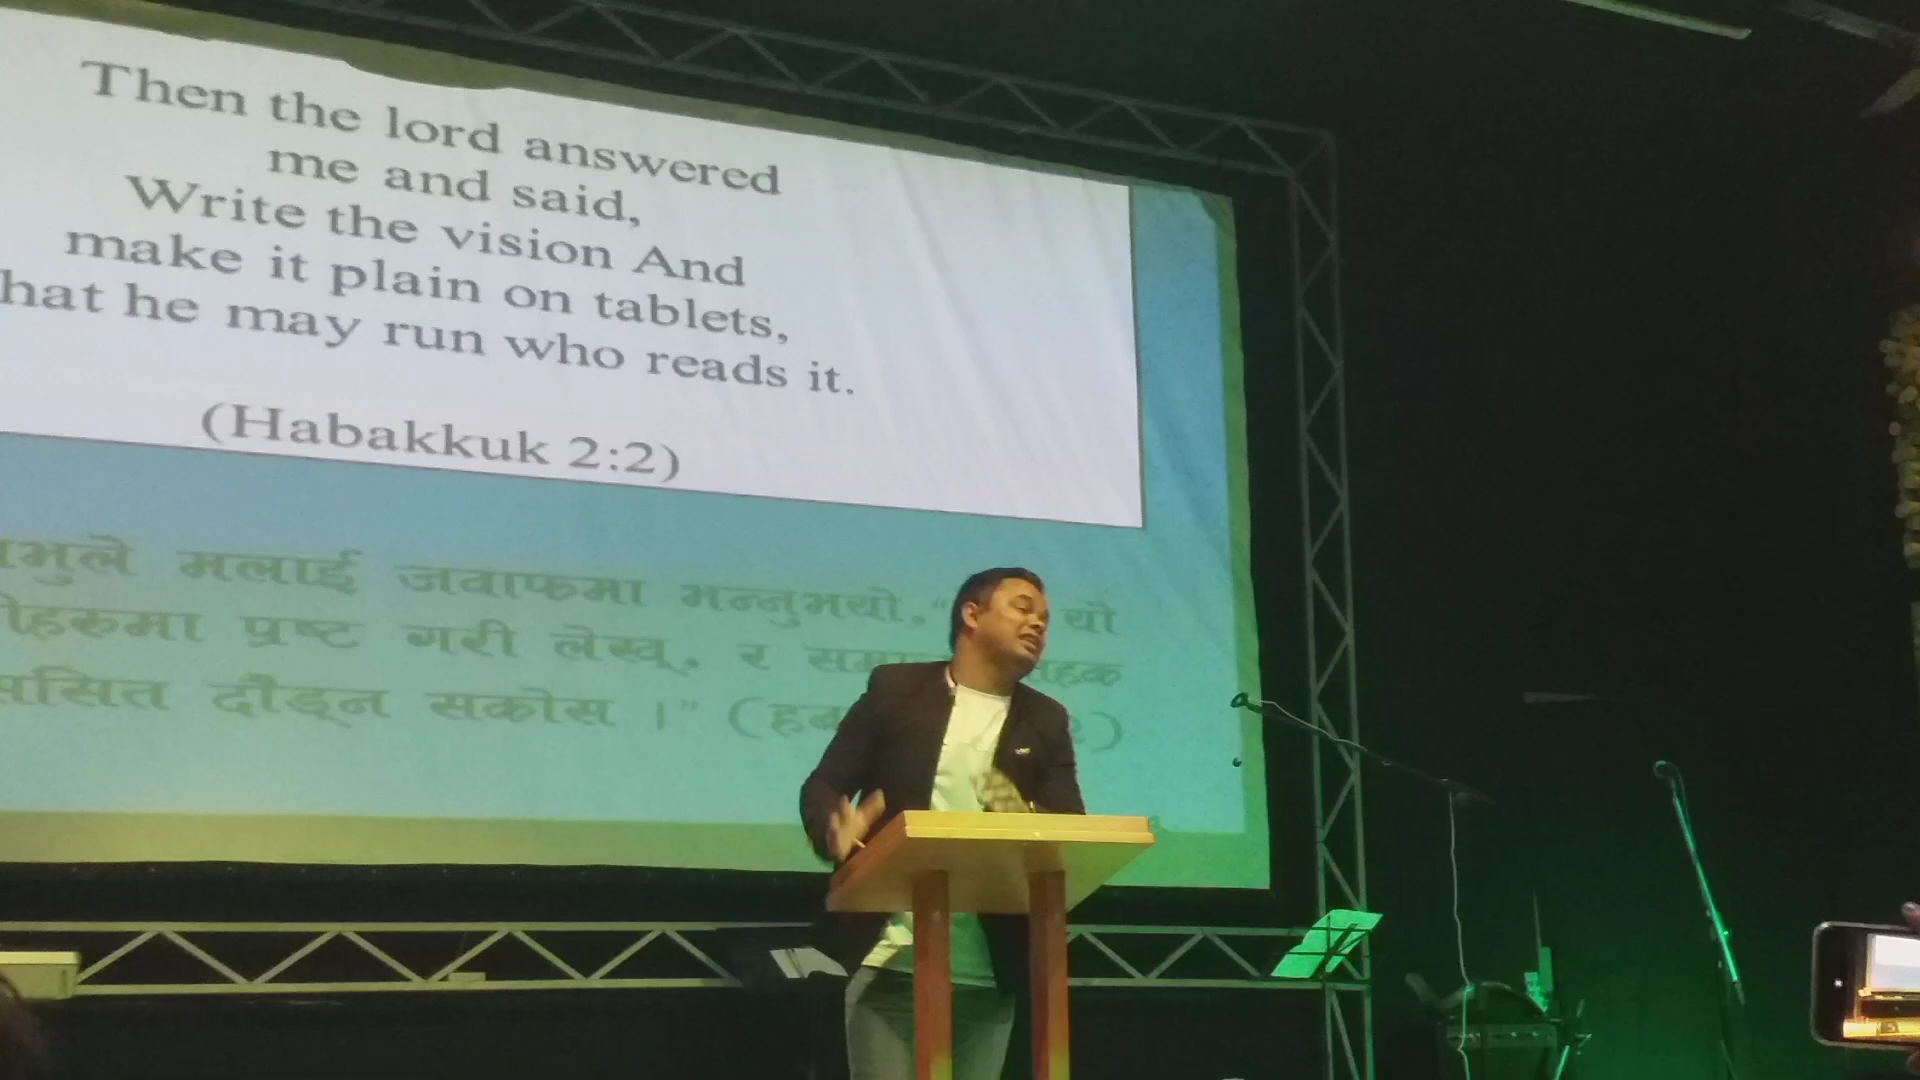 Then the lord answered
me and said,
Write the vision And
make it plain on tablets,
hat he may run who reads it.
(Habakkuk 2:2)
मलाई जवाफमा भन्नुभयो,“ यो
प्रष्ट गरी लेख्, र
दौड्न सकोस ।”